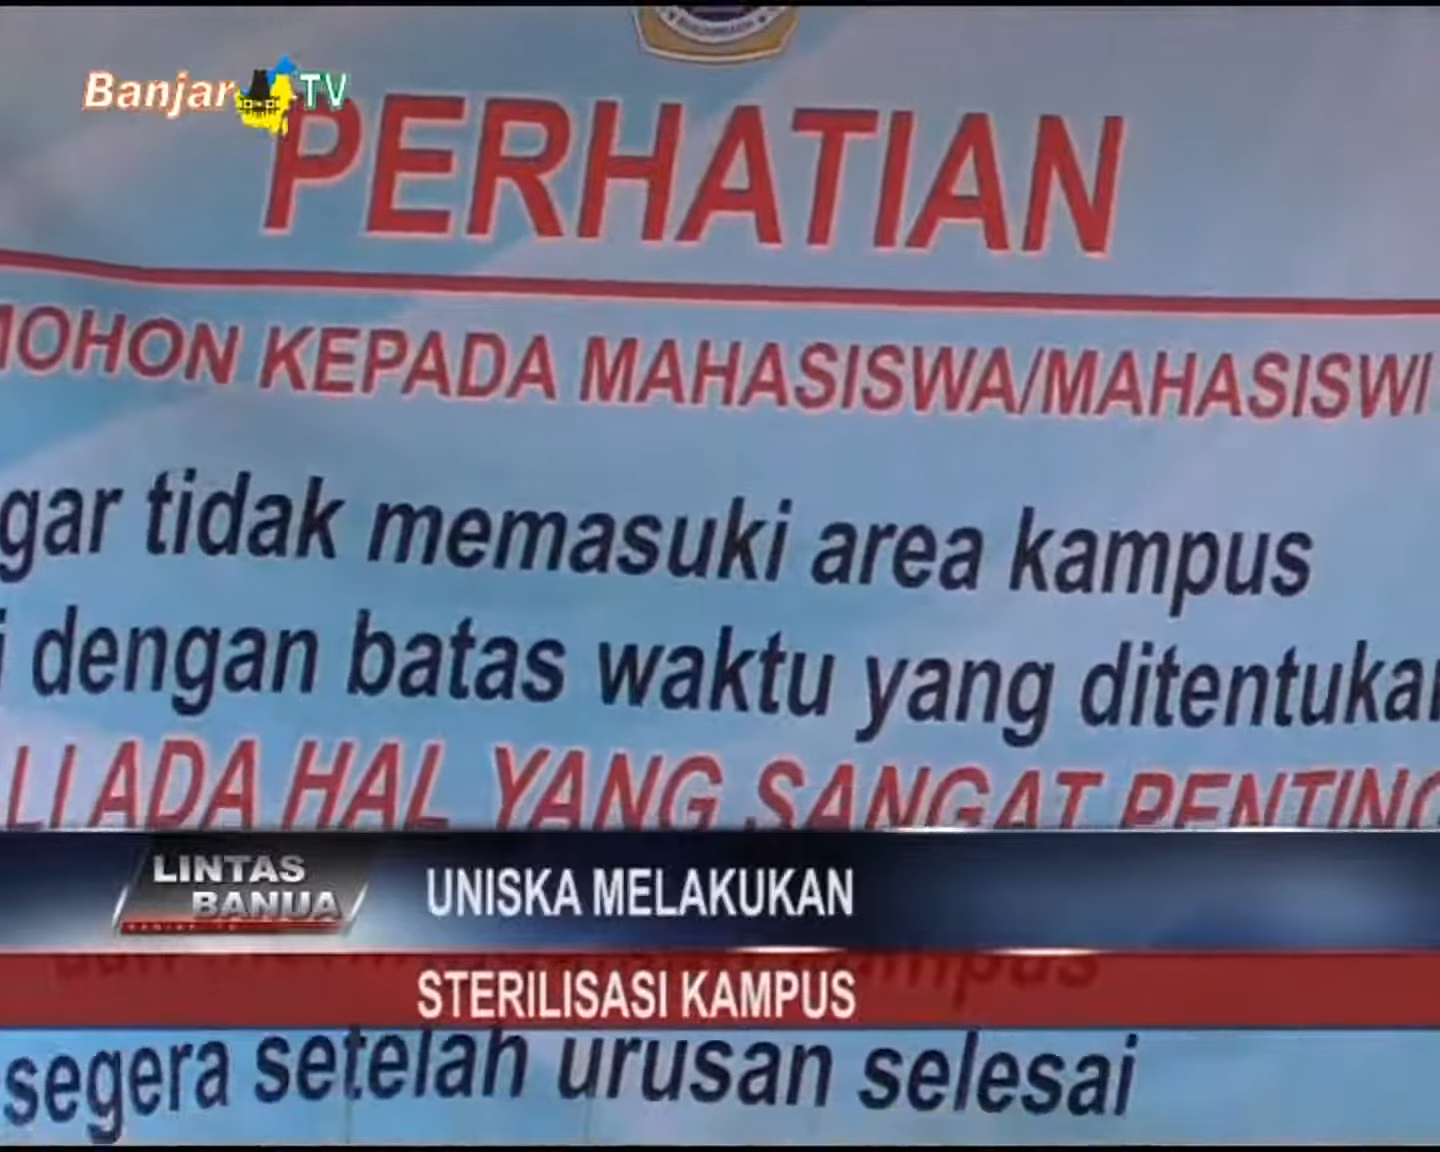 Banjar TV
PERHATIAN
MOHON KEPADA MAHASISWA/MAHASISWI
gar tidak memasuki area kampus
i dengan batas waktu yang ditentukan
LI ADA HAL YANG SANGAT PENTING
LINTAS
BANUA
UNISKA MELAKUKAN
STERILISASI KAMPUS
segera setelah urusan selesai